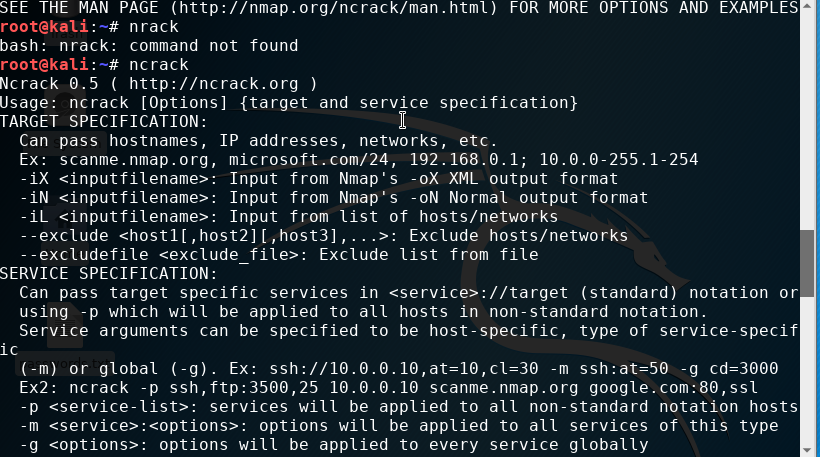 SEE THE MAN PAGE (http://nmap.org/ncrack/man.html) FOR MORE OPTIONS AND EXAMPLES
root@kali:~# nrack
bash: nrack: command not found
root@kali:~# ncrack
Ncrack 0.5 ( http://ncrack.org )
Usage: ncrack [Options] {target and service specification}
TARGET SPECIFICATION:
  Can pass hostnames, IP addresses, networks, etc.
  Ex: scanme.nmap.org, microsoft.com/24, 192.168.0.1; 10.0.0-255.1-254
  -iX <inputfilename>: Input from Nmap's -oX XML output format
  -iN <inputfilename>: Input from Nmap's -oN Normal output format
  -iL <inputfilename>: Input from list of hosts/networks
  --exclude <host1[,host2][,host3],...>: Exclude hosts/networks
  --excludefile <exclude_file>: Exclude list from file
SERVICE SPECIFICATION:
  Can pass target specific services in <service>://target (standard) notation or
  using -p which will be applied to all hosts in non-standard notation.
  Service arguments can be specified to be host-specific, type of service-specif
ic
  (-m) or global (-g). Ex: ssh://10.0.0.10,at=10,cl=30 -m ssh:at=50 -g cd=3000
  Ex2: ncrack -p ssh,ftp:3500,25 10.0.0.10 scanme.nmap.org google.com:80,ssl
  -p <service-list>: services will be applied to all non-standard notation hosts
  -m <service>:<options>: options will be applied to all services of this type
  -g <options>: options will be applied to every service globally